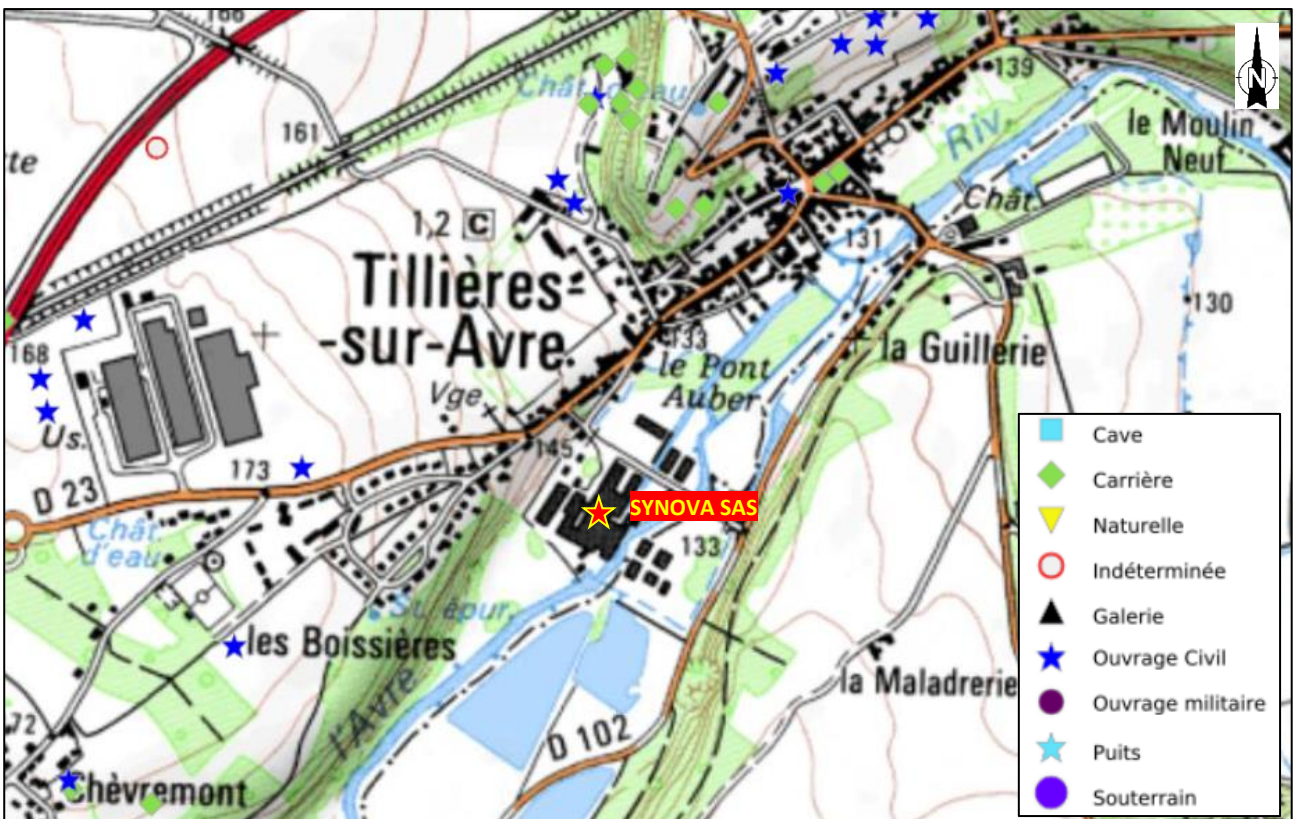 166
N
139
Chât. d'eau
161
Riv.
le Moulin
Neuf
tte
Chât.
1,2 C
131
Tillières-
-sur-Avre
130
133
168
la Guillerie
le Pont
Auber
Vge
Us.
145
173
D 23
SYNOVA SAS
Chât.
d'eau
133
St. épur.
les Boissières
la Maladrerie
l'Avre
72
D 102
Chèvremont
Cave
Carrière
Naturelle
Indéterminée
Galerie
Ouvrage Civil
Ouvrage militaire
Puits
Souterrain